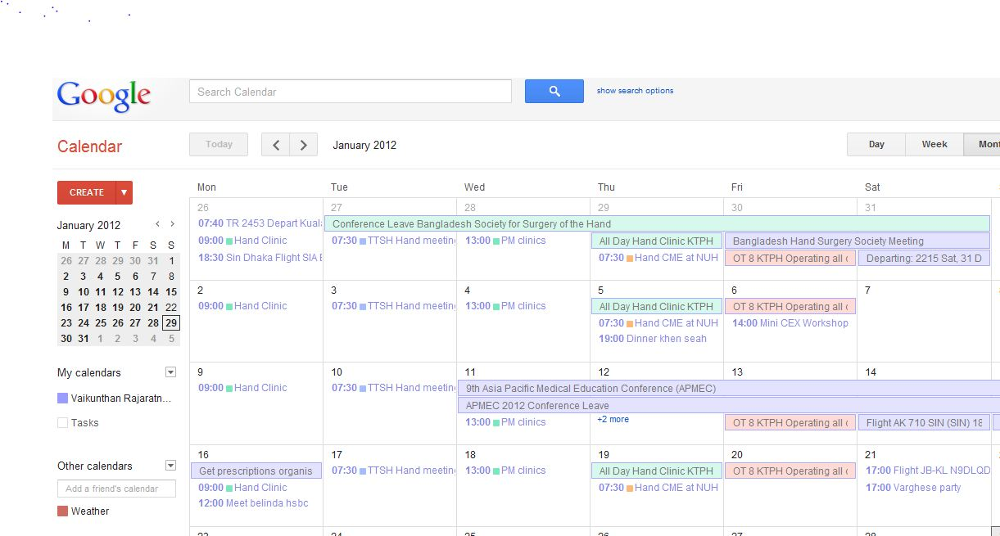 Google
Search Calendar
show search options
Calendar
Today
January 2012
Day Week Mont
CREATE
January 2012
M T W T F S S
26 27 28 29 30 31 1
2 3 4 5 6 7 8
9 10 11 12 13 14 15
16 17 18 19 20 21 22
23 24 25 26 27 28 29
30 31 1 2 3 4 5
My calendars
Vaikunthan Rajaratn...
Tasks
Other calendars
Add a friend's calendar
Weather
Mon Tue Wed Thu Fri Sat
26 27 28 29 30 31
07:40 TR 2453 Depart Kual
Conference Leave Bangladesh Society for Surgery of the Hand
09:00 Hand Clinic
07:30 TTSH Hand meeting
13:00 PM clinics
All Day Hand Clinic KTPH
Bangladesh Hand Surgery Society Meeting
18:30 Sin Dhaka Flight SIA
07:30 Hand CME at NUH
OT 8 KTPH Operating all
Departing: 2215 Sat, 31 D
2 3 4 5 6 7
09:00 Hand Clinic
07:30 TTSH Hand meeting
13:00 PM clinics
All Day Hand Clinic KTPH
OT 8 KTPH Operating all
07:30 Hand CME at NUH
14:00 Mini CEX Workshop
19:00 Dinner khen seah
9 10 11 12 13 14
09:00 Hand Clinic
07:30 TTSH Hand meeting
9th Asia Pacific Medical Education Conference (APMEC)
APMEC 2012 Conference Leave
13:00 PM clinics
+2 more
OT 8 KTPH Operating all
Flight AK 710 SIN (SIN) 18
16 17 18 19 20 21
Get prescriptions organis
07:30 TTSH Hand meeting
13:00 PM clinics
All Day Hand Clinic KTPH
OT 8 KTPH Operating all
17:00 Flight JB-KL N9DLQD
09:00 Hand Clinic
07:30 Hand CME at NUH
17:00 Varghese party
12:00 Meet belinda hsbc
23 24 25 26 27 28